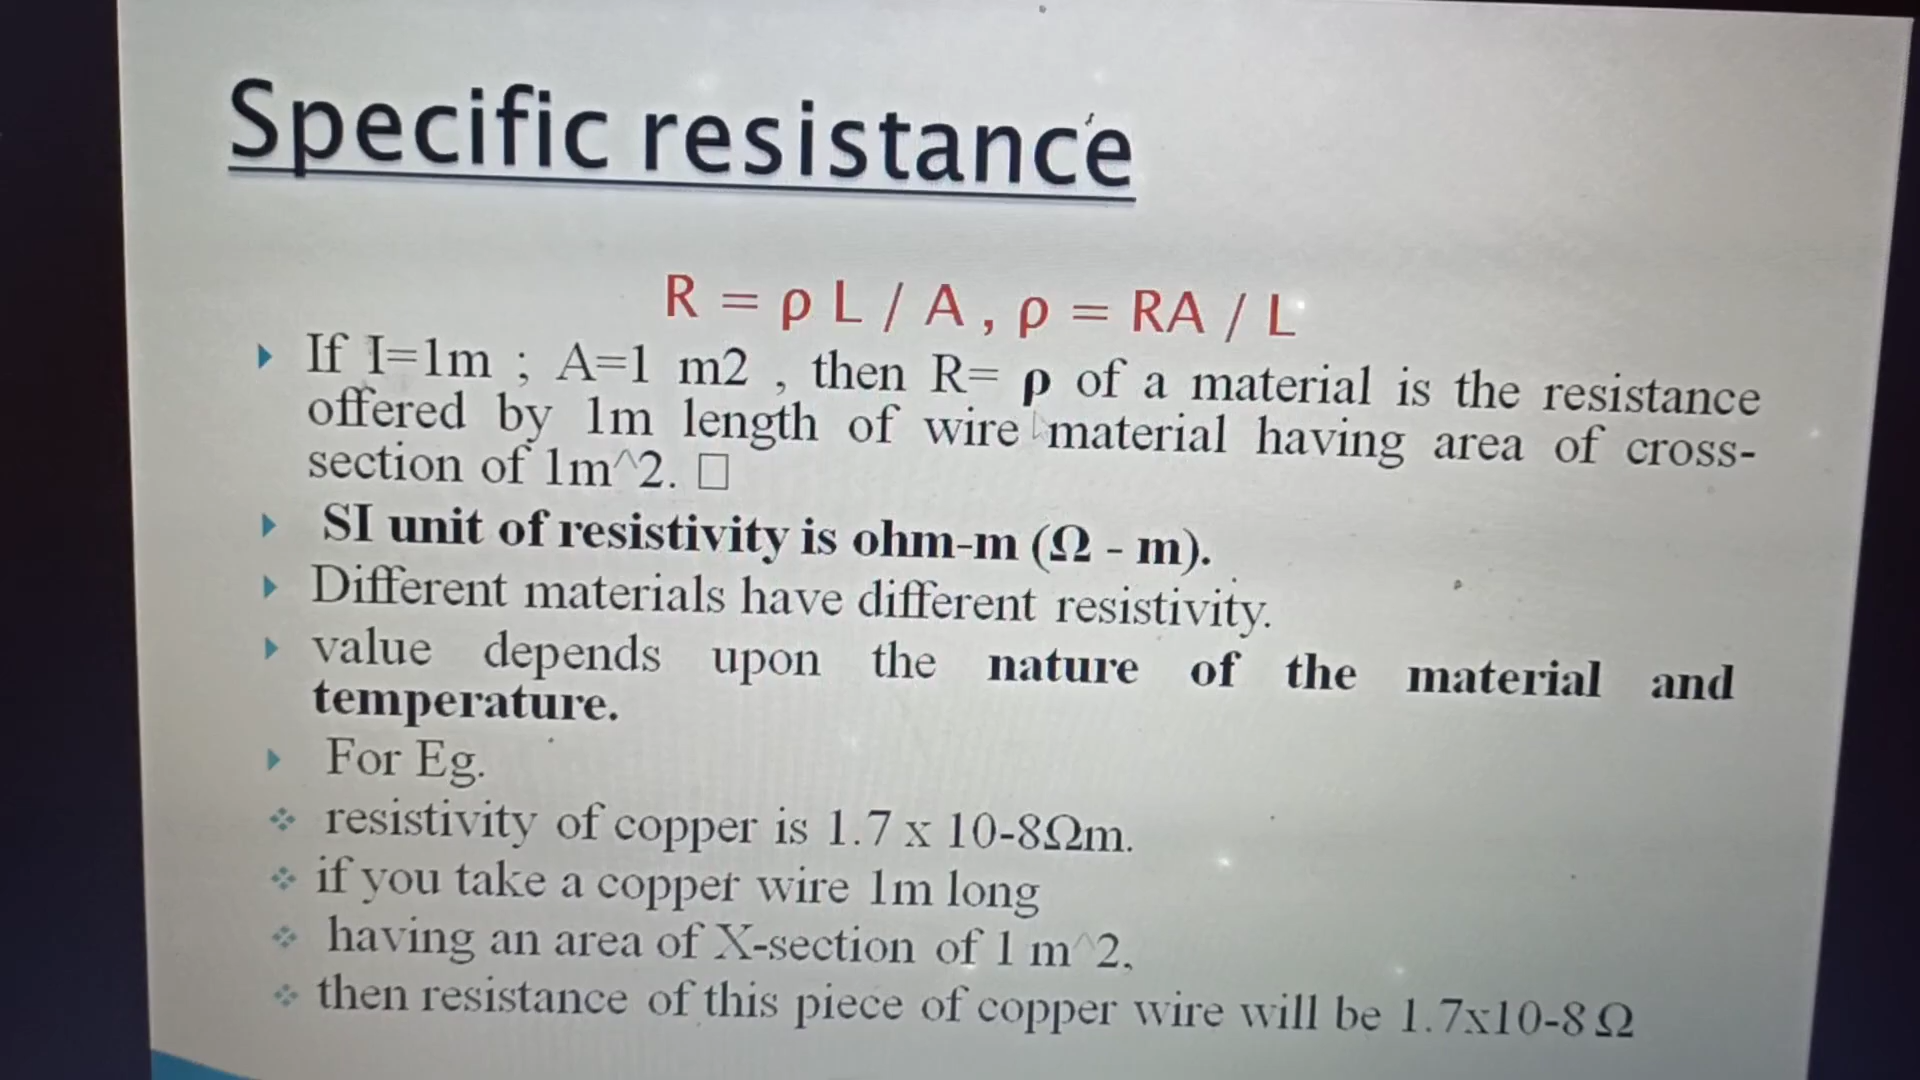 Specific resistance
R = ρ L / A , ρ = RA / L
If I=1m ; A=1 m2 , then R= ρ of a material is the resistance
offered by 1m length of wire material having area of cross-
section of 1m^2. □
SI unit of resistivity is ohm-m (Ω - m).
Different materials have different resistivity.
value depends upon the nature of the material and
temperature.
For Eg.
resistivity of copper is 1.7 x 10-8Ωm.
if you take a copper wire 1m long
having an area of X-section of 1 m^2,
then resistance of this piece of copper wire will be 1.7x10-8 Ω